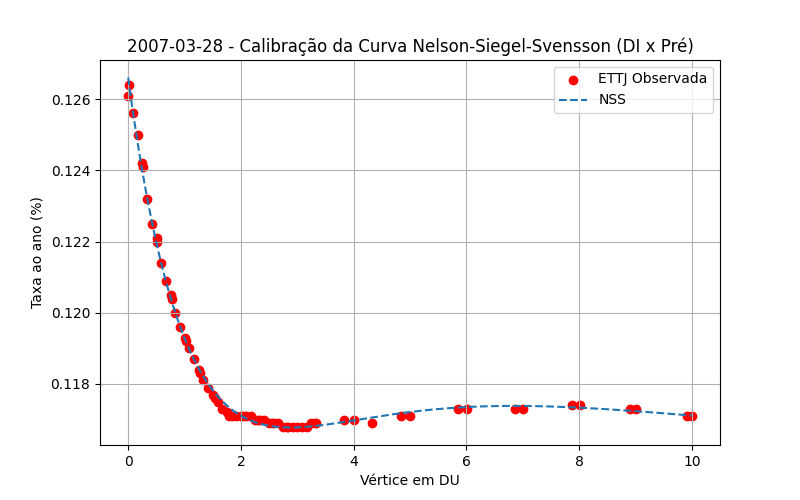 2007-03-28 - Calibração da Curva Nelson-Siegel-Svensson (DI x Pré)
ETTJ Observada
NSS
Taxa ao ano (%)
0.126
0.124
0.122
0.120
0.118
0 2 4 6 8 10
Vértice em DU